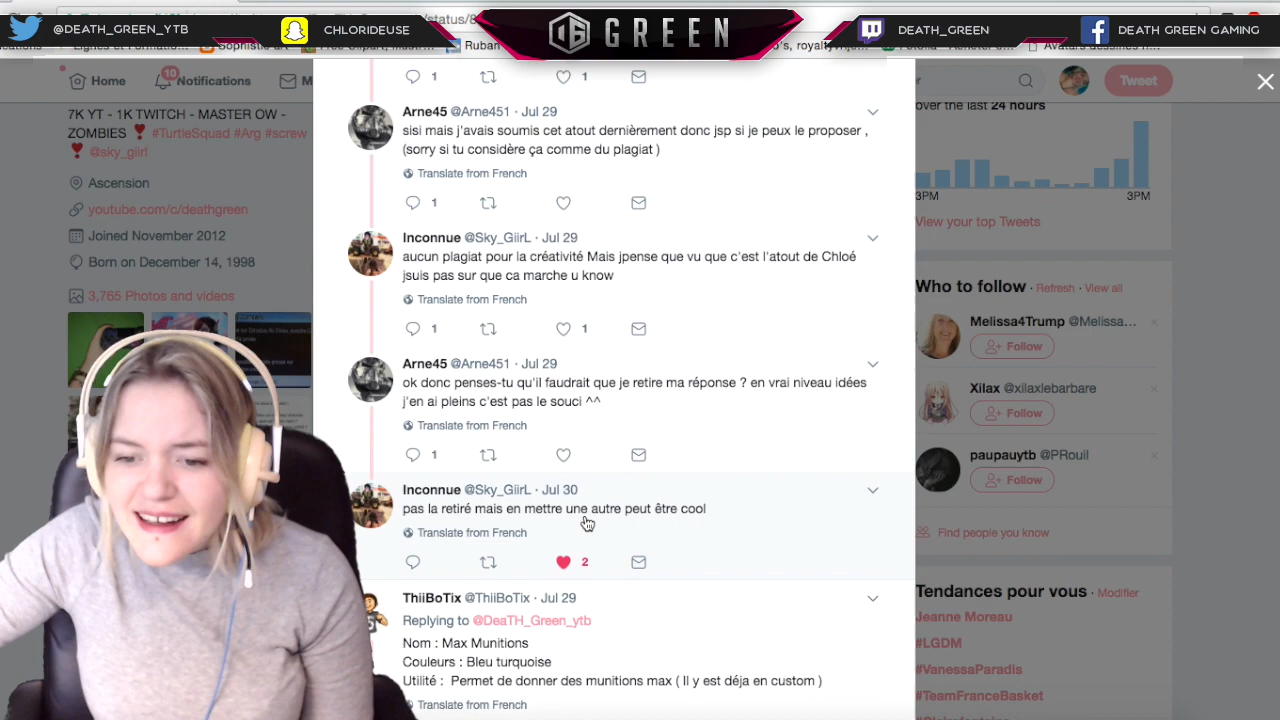 @DEATH_GREEN_YTB
CHLORIDEUSE
GREEN
DEATH_GREEN
DEATH GREEN GAMING
/status/8
Lignes et Formatio...
Sophistic art
Ruban
Home
10
Notifications
M
Tweet
1
1
7K YT - 1K TWITCH - MASTER OW -
ZOMBIES ❣ #TurtleSquad #Arg #screw
❣ @sky_giirl
Ascension
youtube.com/c/deathgreen
Joined November 2012
Born on December 14, 1998
3,765 Photos and videos
Arne45 @Arne451 · Jul 29
sisi mais j'avais soumis cet atout dernièrement donc jsp si je peux le proposer ,
(sorry si tu considère ça comme du plagiat )
Translate from French
1
Inconnue @Sky_GiirL · Jul 29
aucun plagiat pour la créativité Mais jpense que vu que c'est l'atout de Chloé
jsuis pas sur que ca marche u know
Translate from French
1
1
Arne45 @Arne451 · Jul 29
ok donc penses-tu qu'il faudrait que je retire ma réponse ? en vrai niveau idées
j'en ai pleins c'est pas le souci ^^
Translate from French
1
Inconnue @Sky_GiirL · Jul 30
pas la retiré mais en mettre une autre peut être cool
Translate from French
2
ThiiBoTix @ThiiBoTix · Jul 29
Replying to @DeaTH_Green_ytb
Nom : Max Munitions
Couleurs : Bleu turquoise
Utilité : Permet de donner des munitions max ( Il y est déja en custom )
Translate from French
over the last 24 hours
3PM
3PM
View your top Tweets
Who to follow · Refresh · View all
Melissa4Trump @Melissa...
Follow
Xilax @xilaxlebarbare
Follow
paupauytb @PRouil
Follow
Find people you know
Tendances pour vous · Modifier
Jeanne Moreau
#LGDM
#VanessaParadis
#TeamFranceBasket